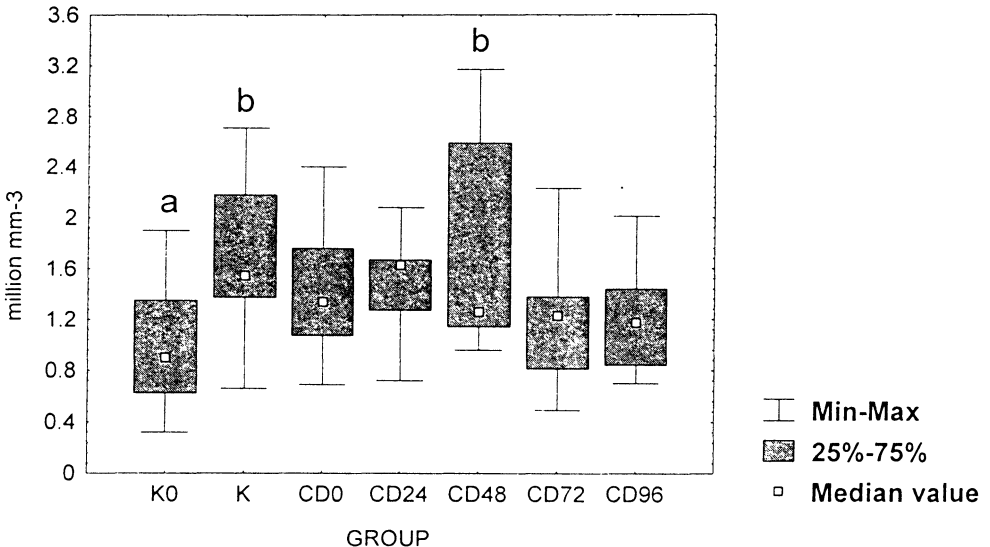 3.6
3.2
2.8
2.4
2
1.6
1.2
0.8
0.4
0
million mm-3
a
b
b
K0 K CD0 CD24 CD48 CD72 CD96
GROUP
Min-Max
25%-75%
Median value